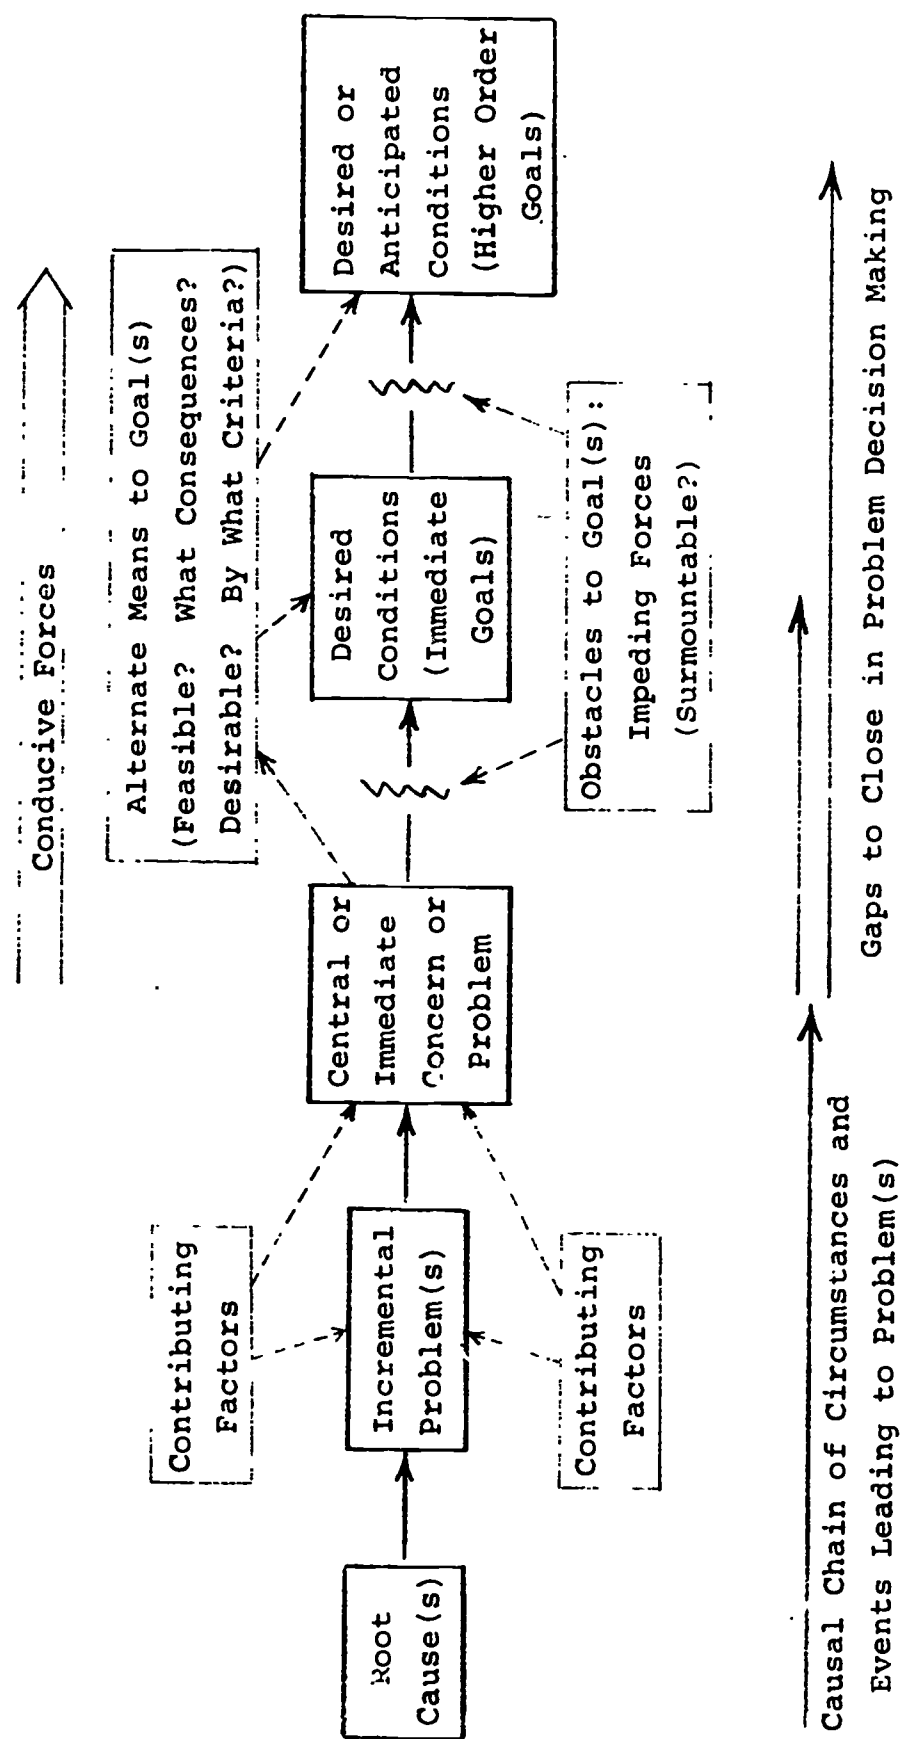 Conducive Forces
Alternate Means to Goal(s)
(Feasible? What Consequences?
Desirable? By What Criteria?)
Contributing
Factors
Root
Cause(s)
Incremental
Problem(s)
Central or
Immediate
Concern or
Problem
Desired
Conditions
(Immediate
Goals)
Desired or
Anticipated
Conditions
(Higher Order
Goals)
Contributing
Factors
Obstacles to Goal(s):
Impeding Forces
(Surmountable?)
Causal Chain of Circumstances and
Events Leading to Problem(s)
Gaps to Close in Problem Decision Making